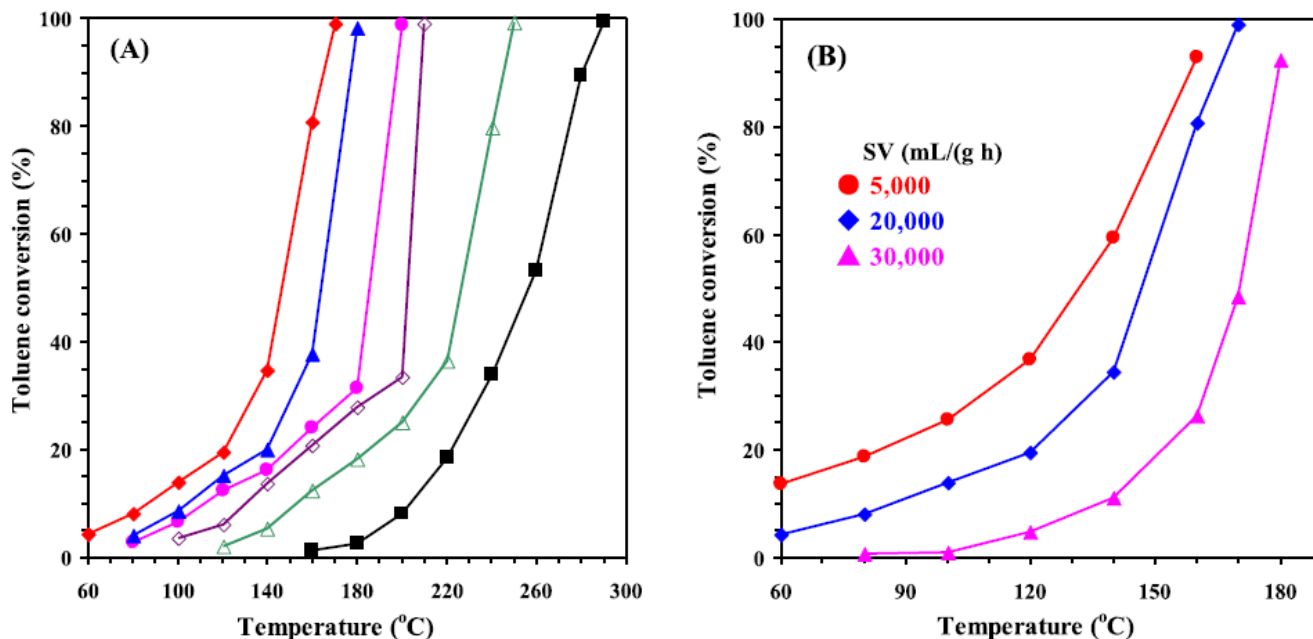 (A)
Toluene conversion (%)
100
80
60
40
20
0
60 100 140 180 220 260 300
Temperature (°C)
(B)
Toluene conversion (%)
100
80
60
40
20
0
SV (mL/(g h)
5,000
20,000
30,000
60 90 120 150 180
Temperature (°C)